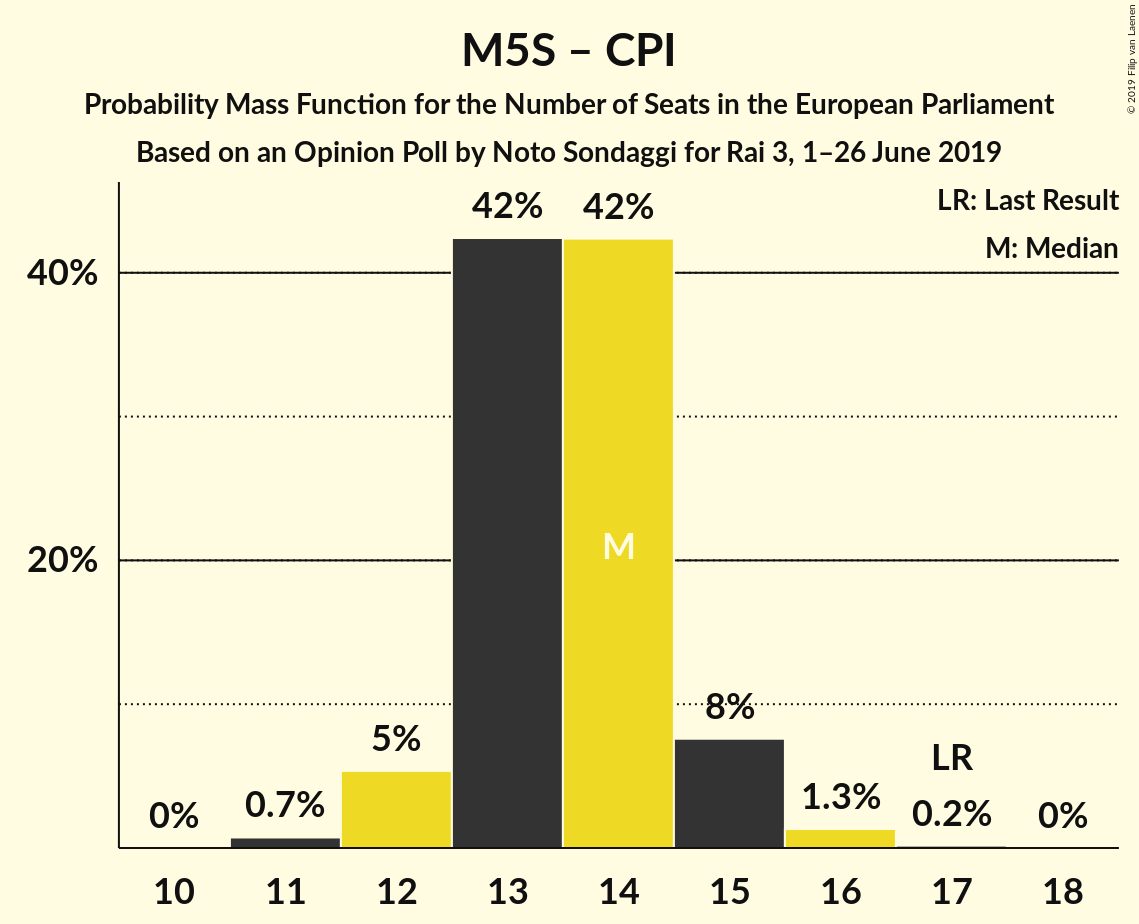 M5S – CPI
Probability Mass Function for the Number of Seats in the European Parliament
Based on an Opinion Poll by Noto Sondaggi for Rai 3, 1–26 June 2019
© 2019 Filip van Laenen
LR: Last Result
M: Median
42% 42%
40%
M
20%
8%
5%
LR
1.3%
0.7%
0.2%
0% 0%
10 11 12 13 14 15 16 17 18